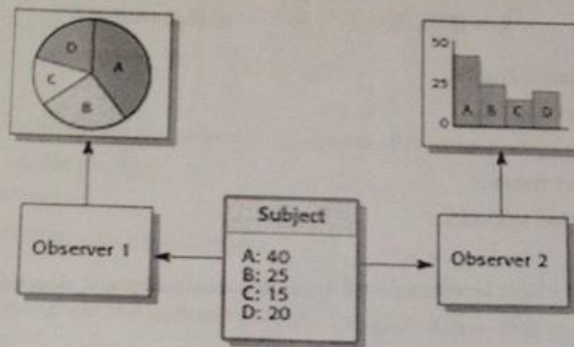 D
A
C
B
50
25
0
A B C D
Observer 1
Subject
A: 40
B: 25
C: 15
D: 20
Observer 2